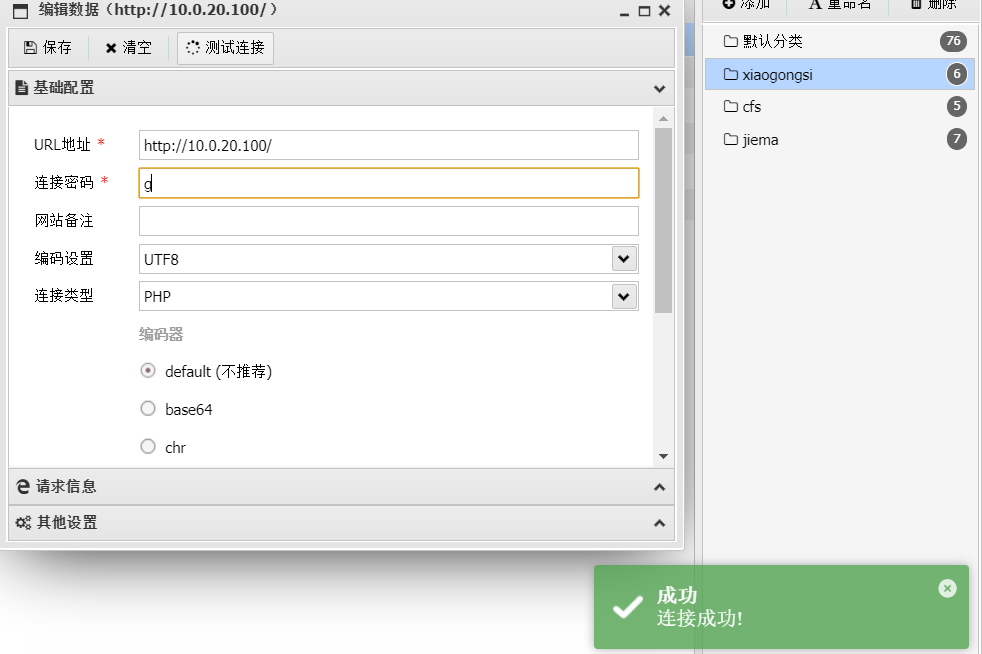 编辑数据（http://10.0.20.100/）
保存 清空 测试连接
基础配置
URL地址 *
http://10.0.20.100/
连接密码 *
g
网站备注
编码设置
UTF8
连接类型
PHP
编码器
default (不推荐)
base64
chr
请求信息
其他设置
添加 A 重命名 删除
默认分类 76
xiaogongsi 6
cfs 5
jiema 7
成功
连接成功!